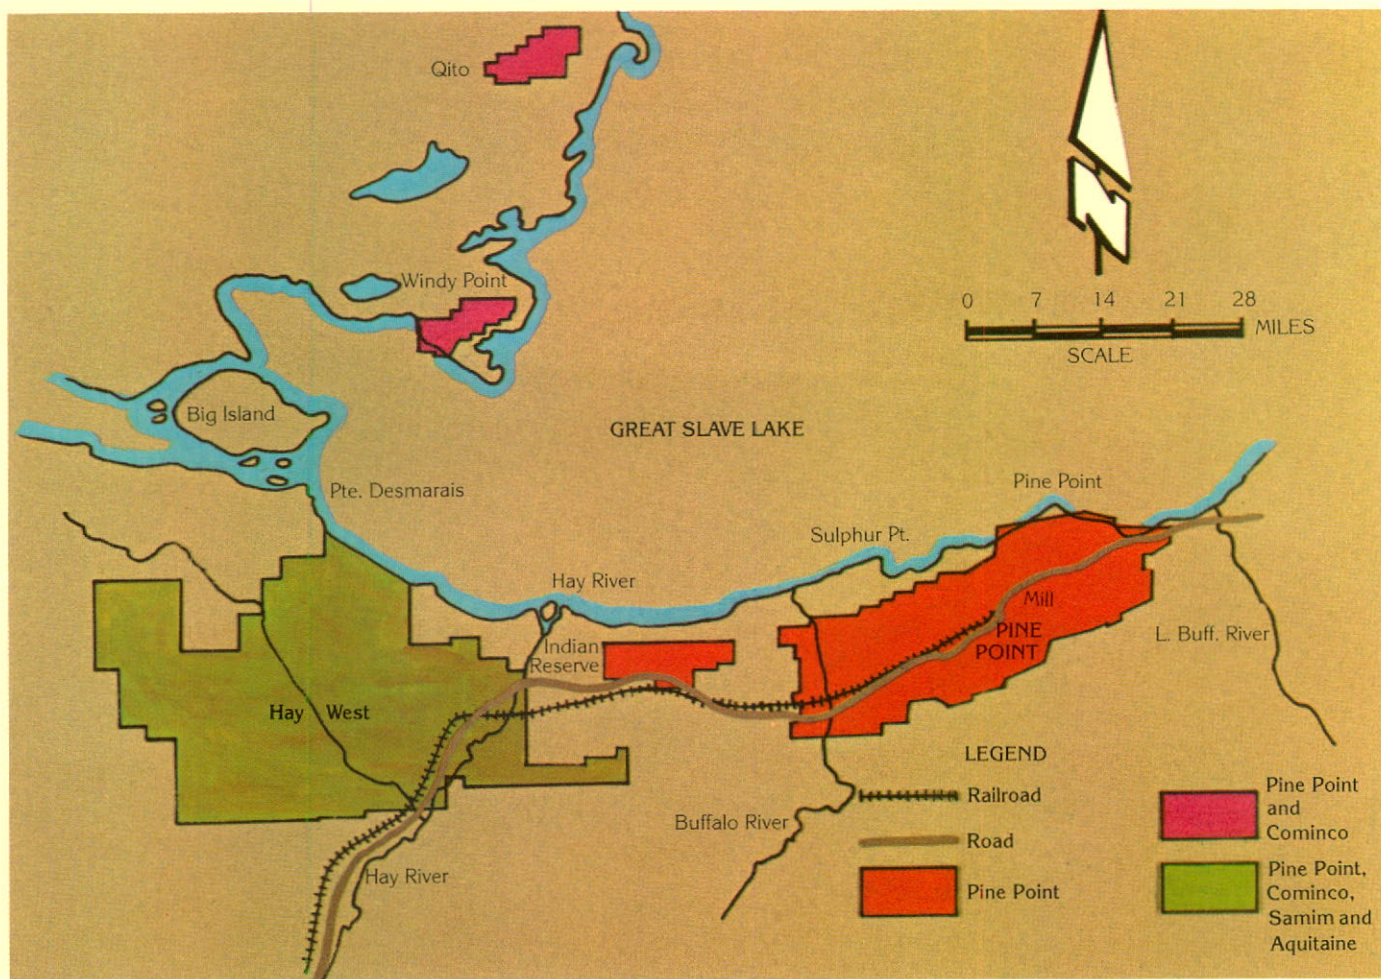 Qito
Windy Point
0 7 14 21 28
MILES
SCALE
Big Island
GREAT SLAVE LAKE
Pte. Desmarais
Pine Point
Sulphur Pt.
Hay River
Mill
Indian
Reserve
PINE
POINT
L. Buff. River
Hay West
LEGEND
Railroad
Road
Pine Point
Pine Point
and
Cominco
Pine Point,
Cominco,
Samim and
Aquitaine
Buffalo River
Hay River
N